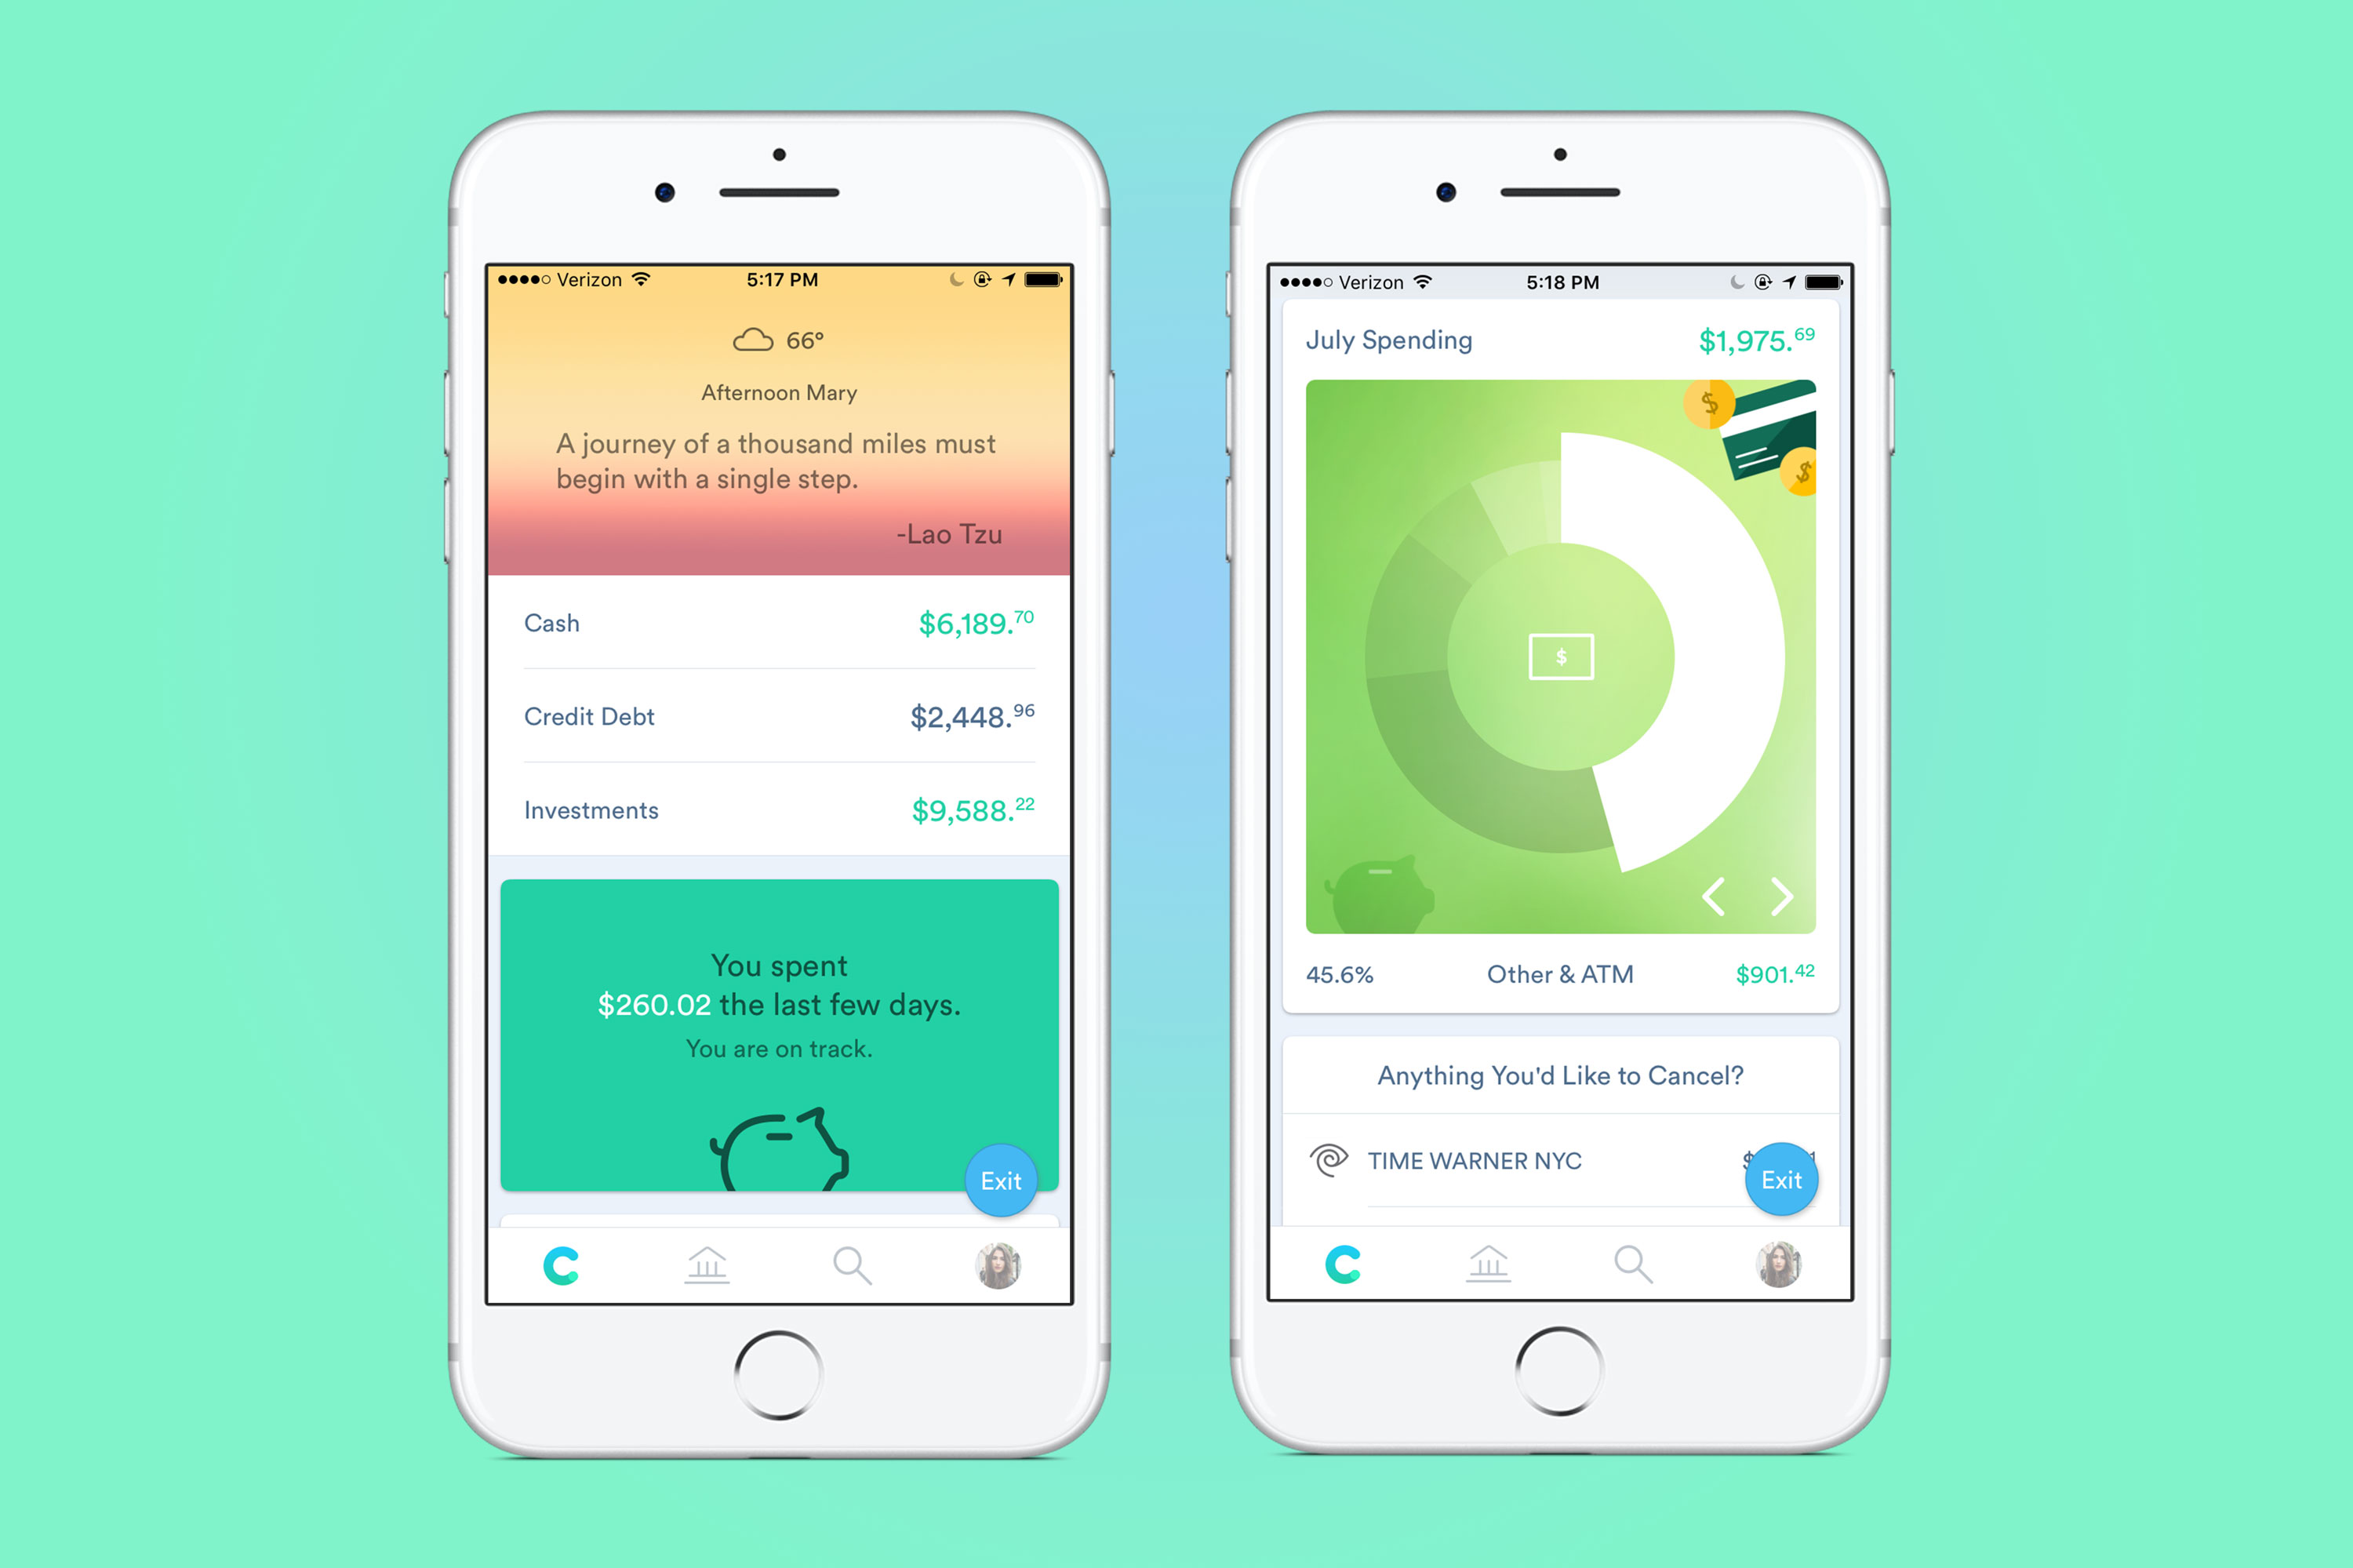 Verizon 5:17 PM
66°
Afternoon Mary
A journey of a thousand miles must
begin with a single step.
-Lao Tzu
Cash $6,189.70
Credit Debt $2,448.96
Investments $9,588.22
You spent
$260.02 the last few days.
You are on track.
Exit
Verizon 5:18 PM
July Spending $1,975.69
$
$
$
45.6% Other & ATM $901.42
Anything You'd Like to Cancel?
TIME WARNER NYC
Exit